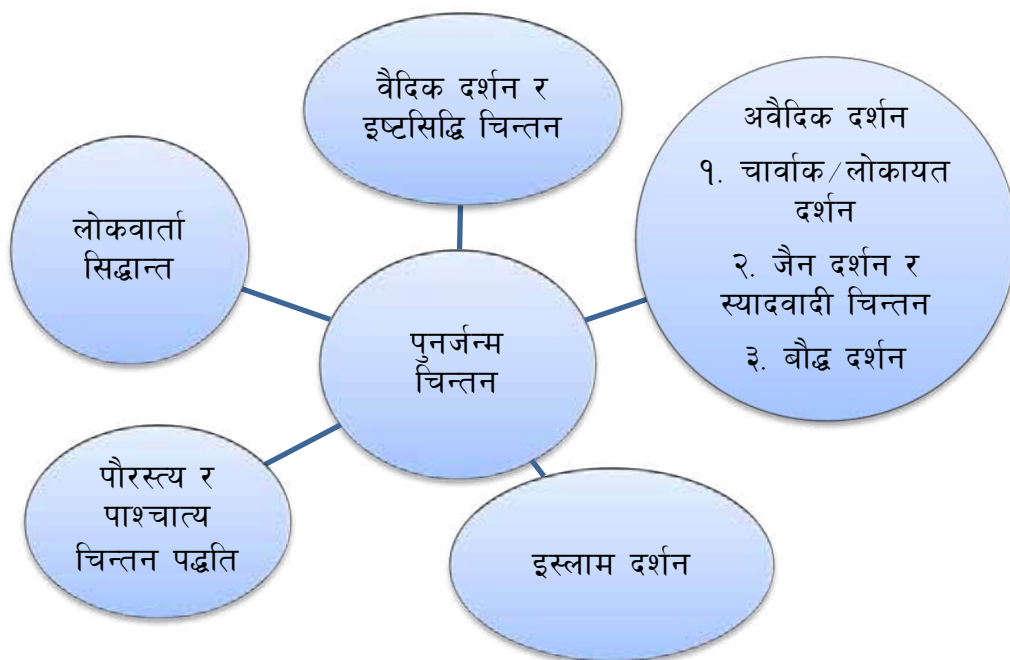 वैदिक दर्शन र
इष्टसिद्धि चिन्तन
अवैदिक दर्शन
१. चार्वाक/लोकायत
दर्शन
२. जैन दर्शन र
स्यादवादी चिन्तन
३. बौद्ध दर्शन
लोकवार्ता
सिद्धान्त
पुनर्जन्म
चिन्तन
पौरस्त्य र
पाश्चात्य
चिन्तन पद्धति
इस्लाम दर्शन